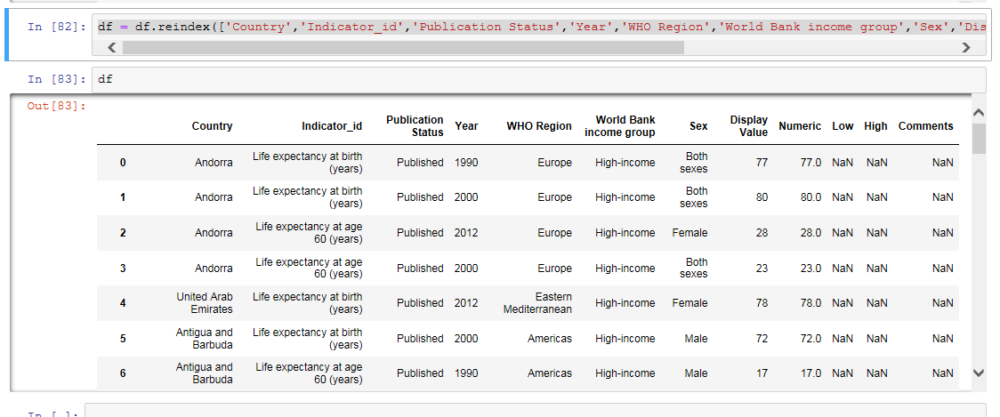 In [82]: df = df.reindex(['Country','Indicator_id','Publication Status','Year','WHO Region','World Bank income group','Sex','Dis
In [83]: df
Out[83]:
Country Indicator_id Publication Status Year WHO Region World Bank income group Sex Display Value Numeric Low High Comments
0 Andorra Life expectancy at birth (years) Published 1990 Europe High-income Both sexes 77 77.0 NaN NaN NaN
1 Andorra Life expectancy at birth (years) Published 2000 Europe High-income Both sexes 80 80.0 NaN NaN NaN
2 Andorra Life expectancy at age 60 (years) Published 2012 Europe High-income Female 28 28.0 NaN NaN NaN
3 Andorra Life expectancy at age 60 (years) Published 2000 Europe High-income Both sexes 23 23.0 NaN NaN NaN
4 United Arab Emirates Life expectancy at birth (years) Published 2012 Eastern Mediterranean High-income Female 78 78.0 NaN NaN NaN
5 Antigua and Barbuda Life expectancy at birth (years) Published 2000 Americas High-income Male 72 72.0 NaN NaN NaN
6 Antigua and Barbuda Life expectancy at age 60 (years) Published 1990 Americas High-income Male 17 17.0 NaN NaN NaN
In [ ]: